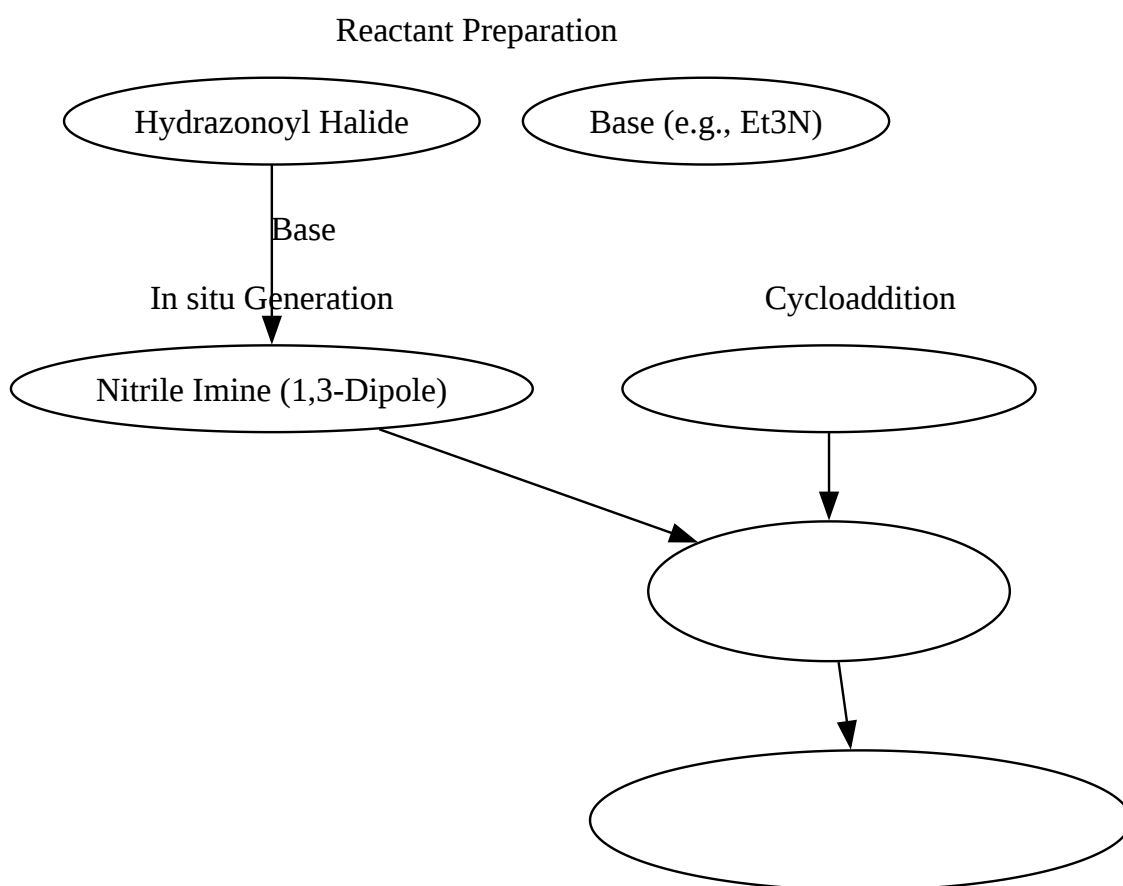 Reactant Preparation
Hydrazonoyl Halide
Base (e.g., Et3N)
Base
In situ Generation
Cycloaddition
Nitrile Imine (1,3-Dipole)